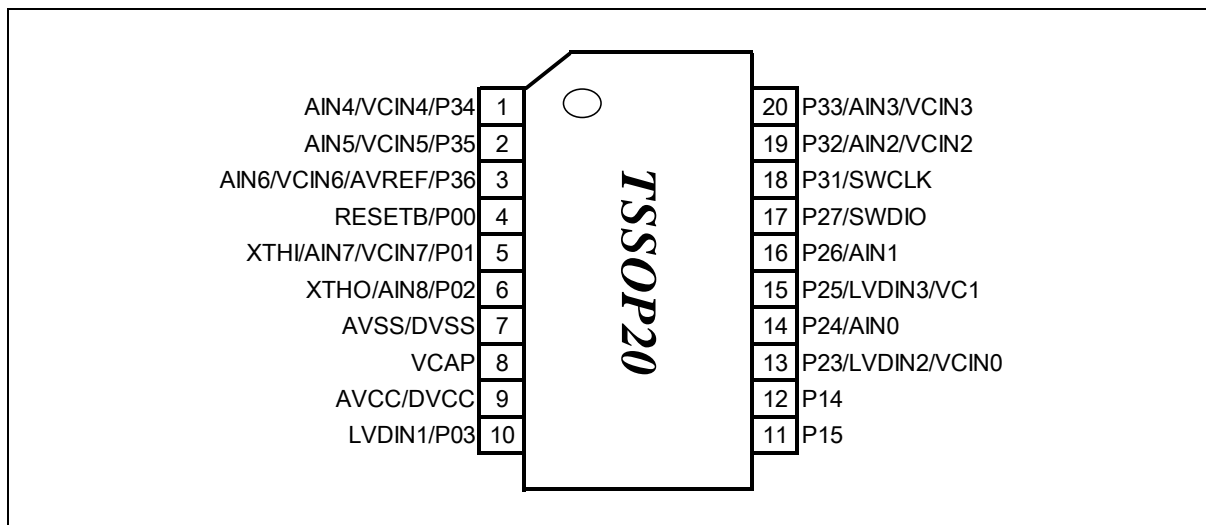 AIN4/VCIN4/P34 1
AIN5/VCIN5/P35 2
AIN6/VCIN6/AVREF/P36 3
RESETB/P00 4
XTHI/AIN7/VCIN7/P01 5
XTHO/AIN8/P02 6
AVSS/DVSS 7
VCAP 8
AVCC/DVCC 9
LVDIN1/P03 10
TSSOP20
20 P33/AIN3/VCIN3
19 P32/AIN2/VCIN2
18 P31/SWCLK
17 P27/SWDIO
16 P26/AIN1
15 P25/LVDIN3/VC1
14 P24/AIN0
13 P23/LVDIN2/VCIN0
12 P14
11 P15